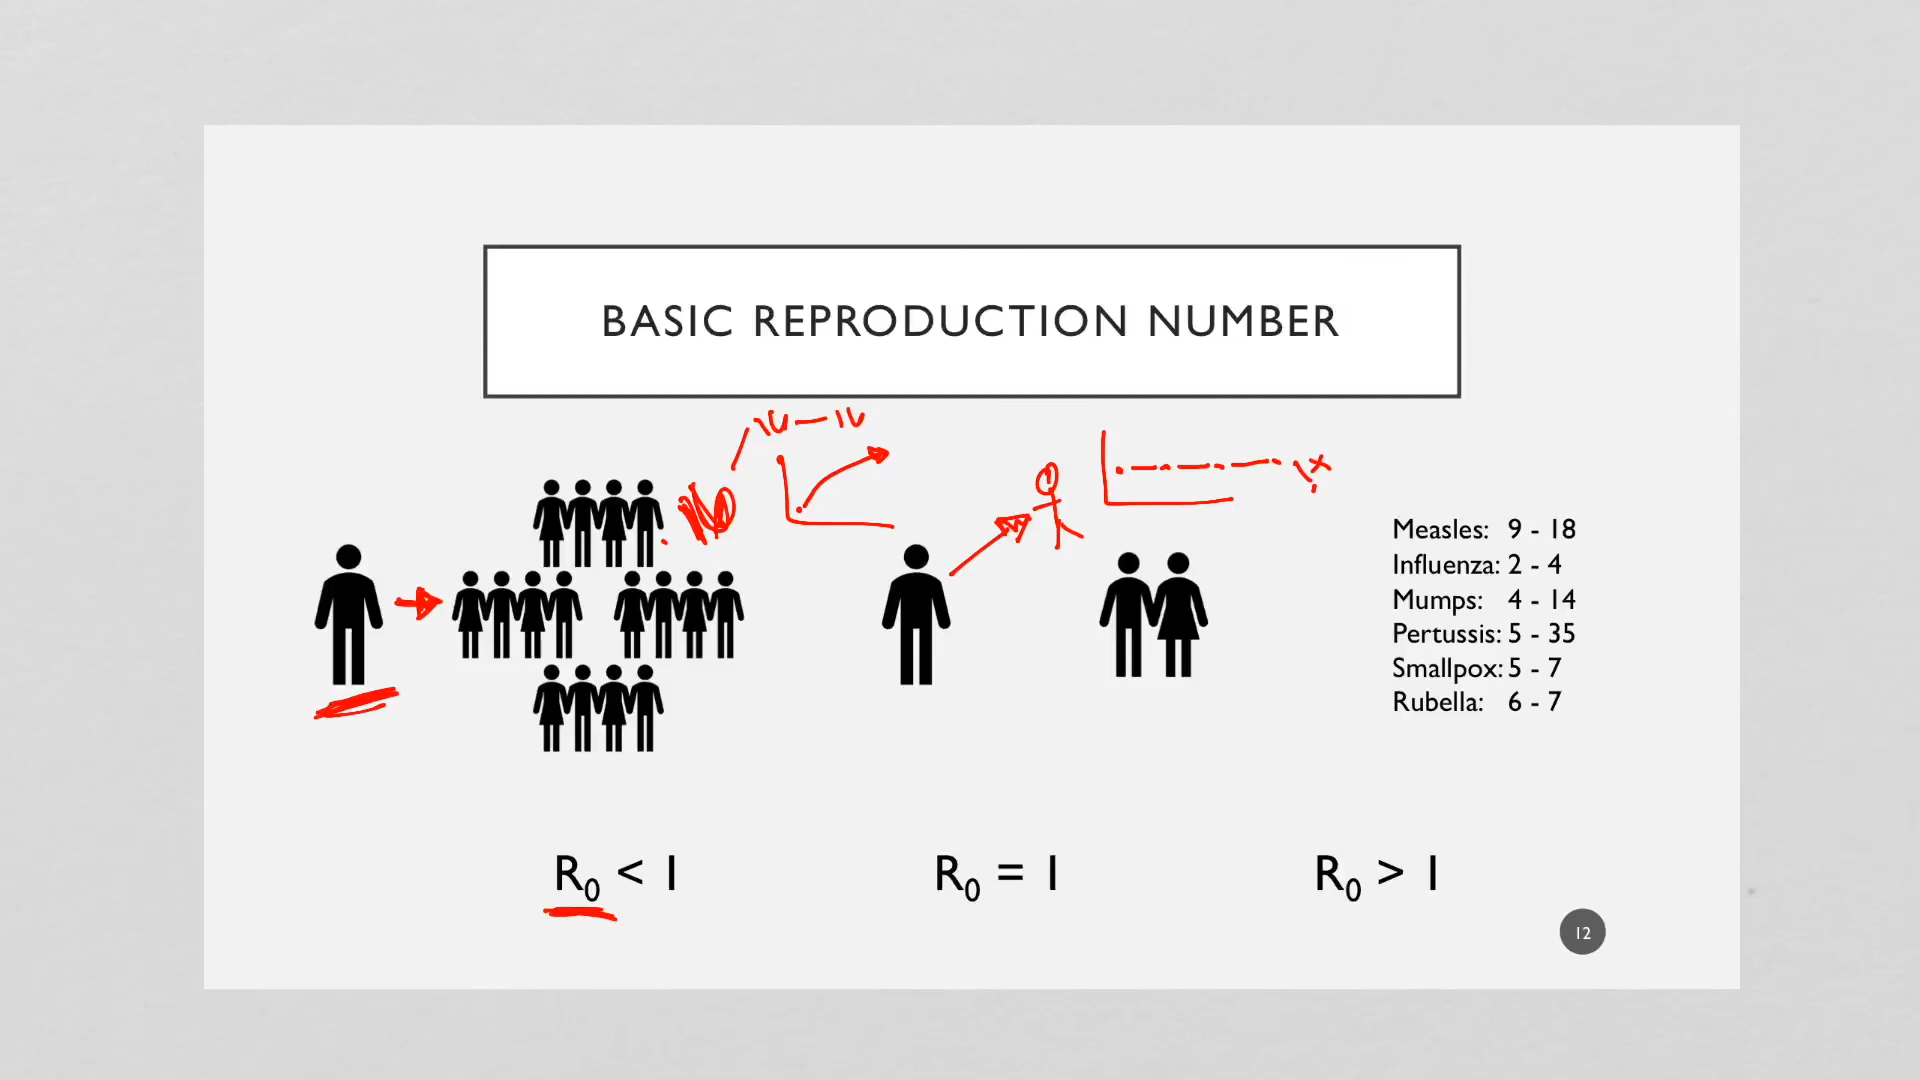 BASIC REPRODUCTION NUMBER
Measles: 9 - 18
Influenza: 2 - 4
Mumps: 4 - 14
Pertussis: 5 - 35
Smallpox: 5 - 7
Rubella: 6 - 7
R₀ < 1
R₀ = 1
R₀ > 1
12